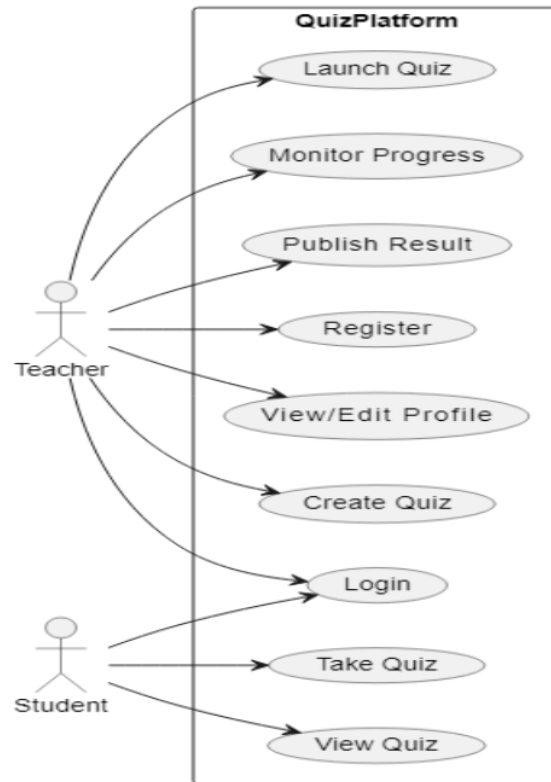 QuizPlatform
Launch Quiz
Monitor Progress
Publish Result
Register
Teacher
View/Edit Profile
Create Quiz
Login
Take Quiz
Student
View Quiz